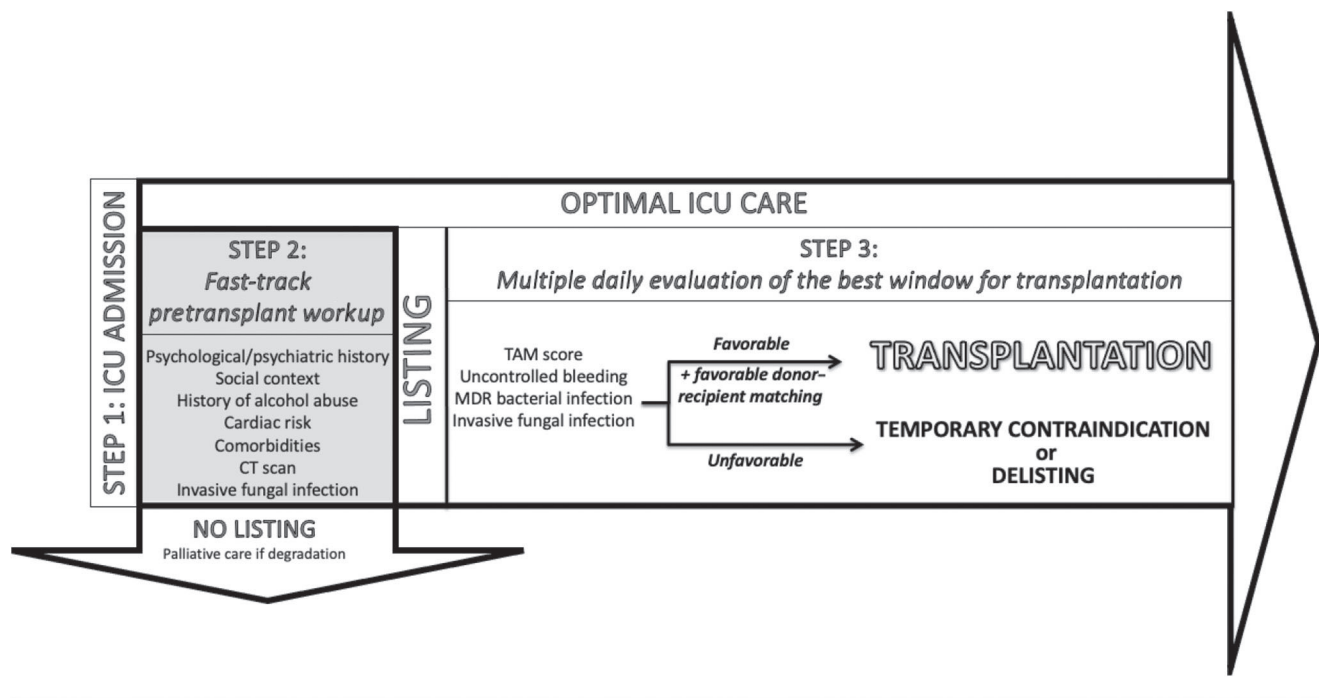 STEP 1: ICU ADMISSION
OPTIMAL ICU CARE
STEP 2:
Fast-track
pretransplant workup
Psychological/psychiatric history
Social context
History of alcohol abuse
Cardiac risk
Comorbidities
CT scan
Invasive fungal infection
NO LISTING
Palliative care if degradation
LISTING
STEP 3:
Multiple daily evaluation of the best window for transplantation
TAM score
Uncontrolled bleeding
MDR bacterial infection
Invasive fungal infection
Favorable
+ favorable donor–
recipient matching
Unfavorable
TRANSPLANTATION
TEMPORARY CONTRAINDICATION
or
DELISTING